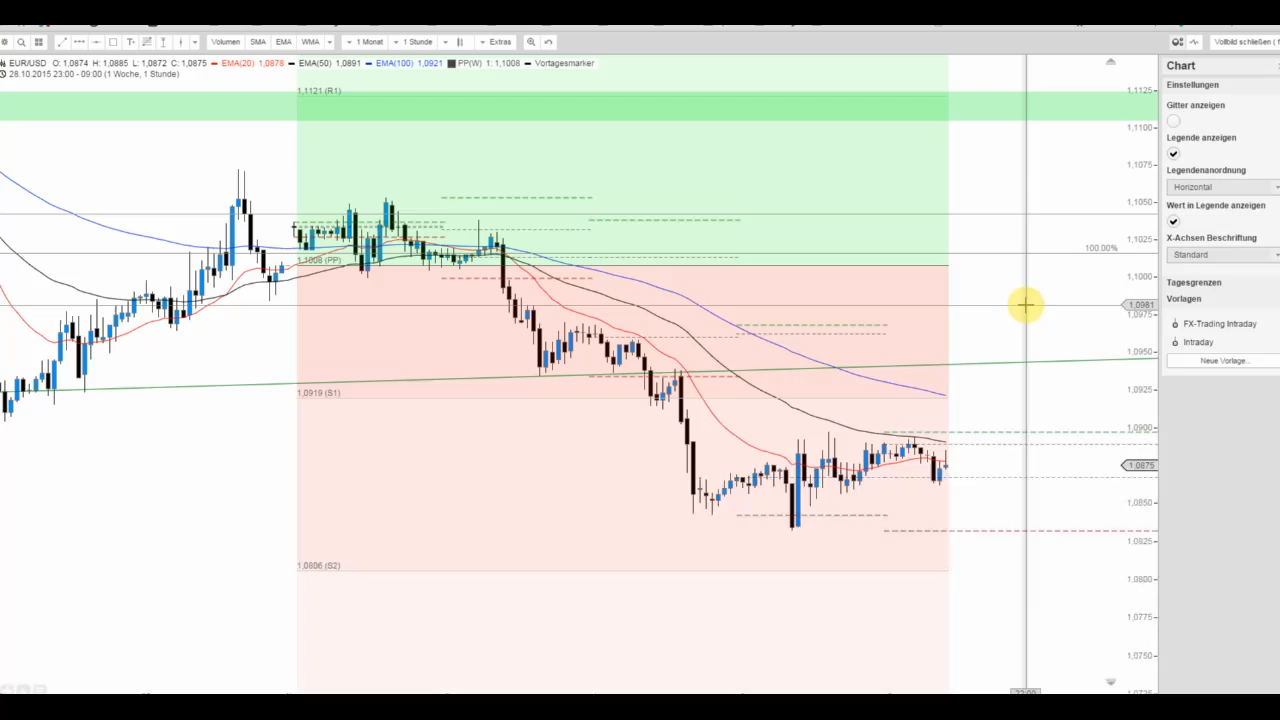 Volumen SMA EMA WMA 1 Monat 1 Stunde Extras Vollbild schließen
EUR/USD O: 1,0874 H: 1,0885 L: 1,0872 C: 1,0875 EMA(20) 1,0878 EMA(50) 1,0891 EMA(100) 1,0921 PP(W) 1: 1,1008 Vortagesmarker
28.10.2015 23:00 - 09:00 (1 Woche, 1 Stunde)
1,1121 (R1)
1,1008 (PP)
1,0919 (S1)
1,0806 (S2)
100.00%
1,1125
1,1100
1,1075
1,1050
1,1025
1,1000
1,0981
1,0975
1,0950
1,0925
1,0900
1,0875
1,0850
1,0825
1,0800
1,0775
1,0750
Chart
Einstellungen
Gitter anzeigen
Legende anzeigen
Legendenanordnung
Horizontal
Wert in Legende anzeigen
X-Achsen Beschriftung
Standard
Tagesgrenzen
Vorlagen
FX-Trading Intraday
Intraday
Neue Vorlage...